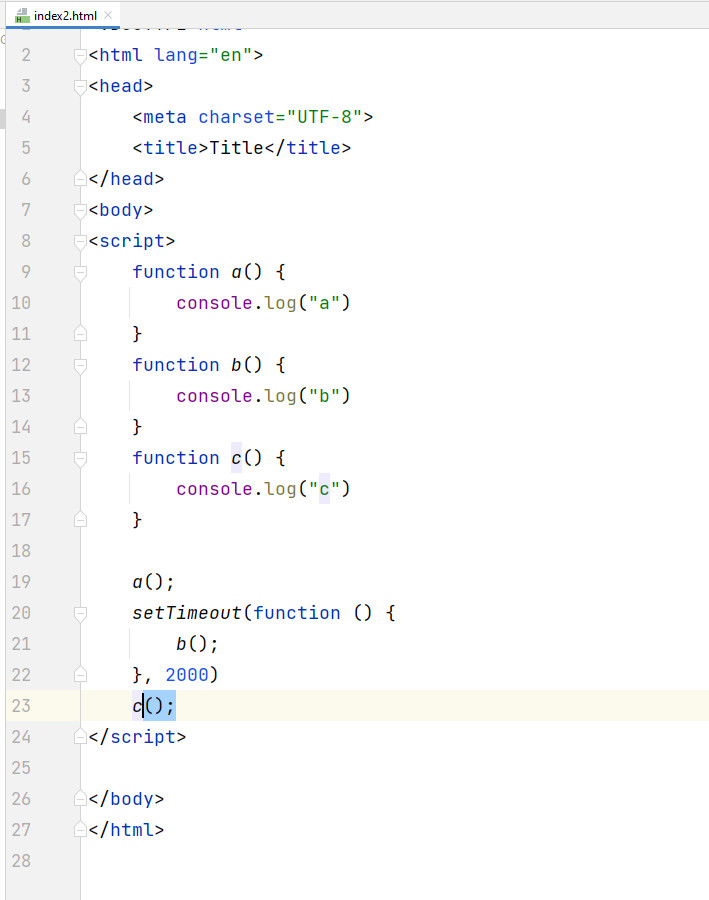 index2.html
2 <html lang="en">
3 <head>
4     <meta charset="UTF-8">
5     <title>Title</title>
6 </head>
7 <body>
8 <script>
9     function a() {
10         console.log("a")
11     }
12     function b() {
13         console.log("b")
14     }
15     function c() {
16         console.log("c")
17     }
18
19     a();
20     setTimeout(function () {
21         b();
22     }, 2000)
23     c();
24 </script>
25
26 </body>
27 </html>
28